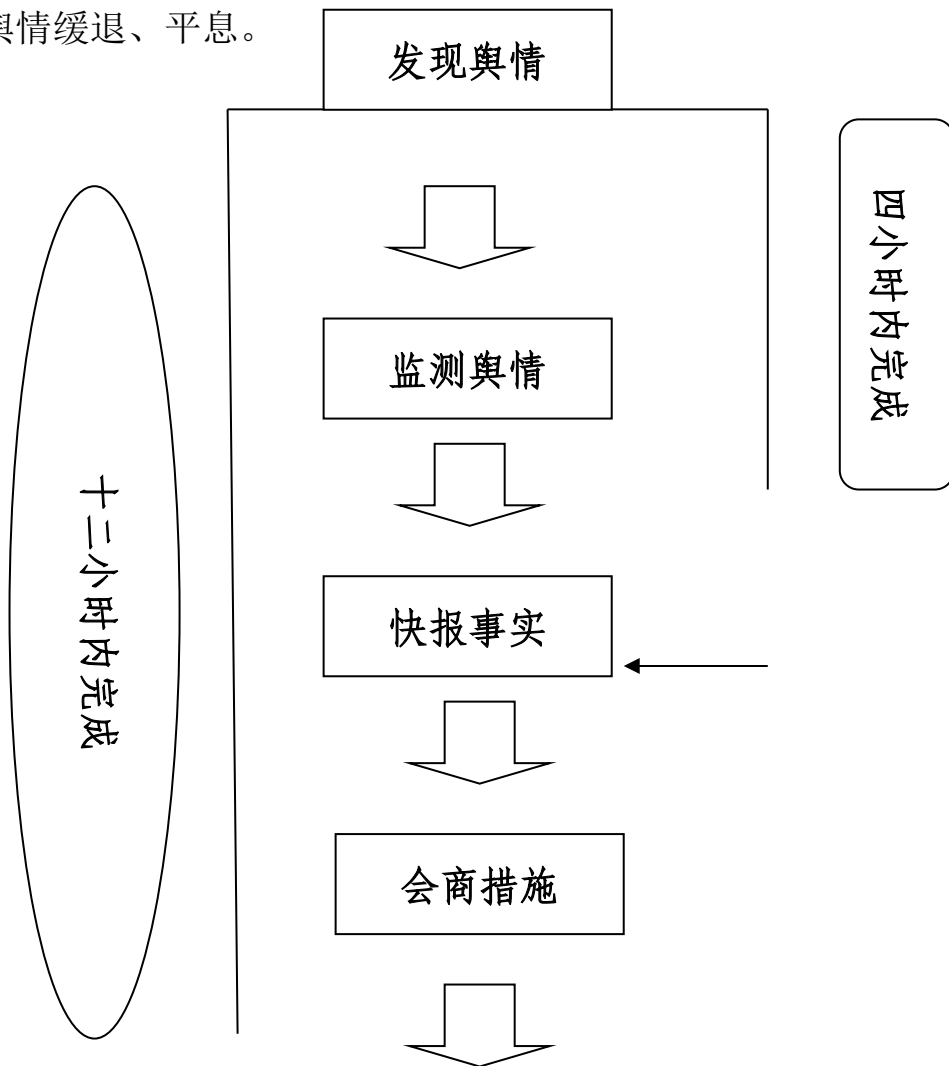 舆情缓退、平息。
发现舆情
四小时内完成
监测舆情
十二小时内完成
快报事实
会商措施